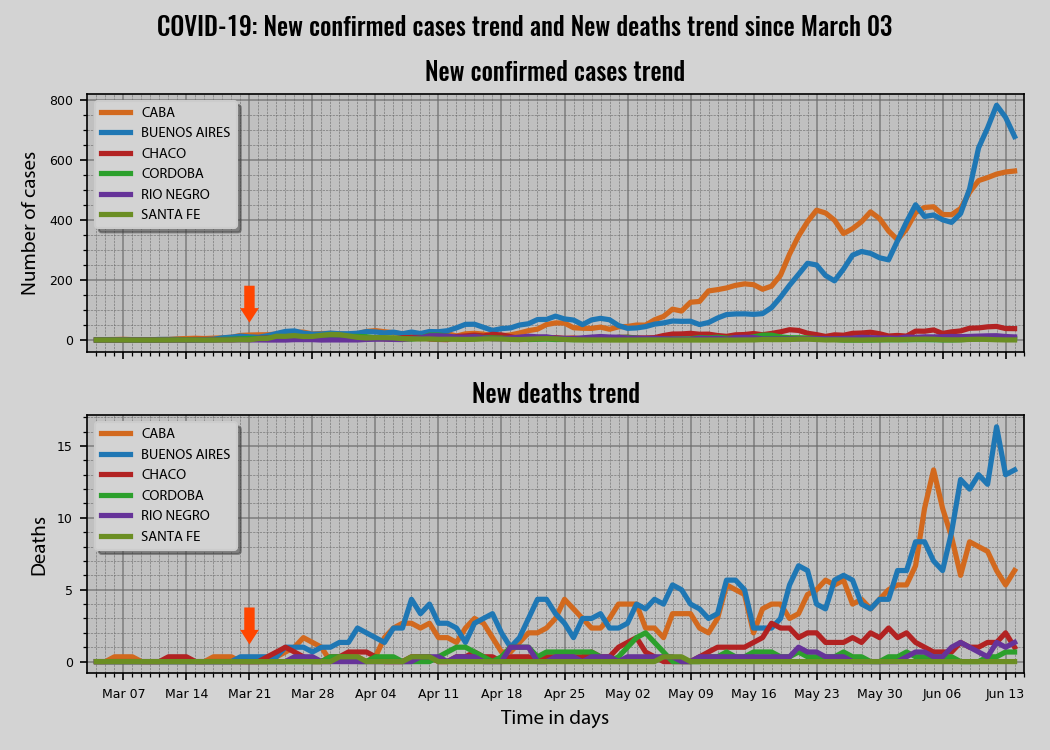 COVID-19: New confirmed cases trend and New deaths trend since March 03
New confirmed cases trend
800
600
400
200
0
Number of cases
CABA
BUENOS AIRES
CHACO
CORDOBA
RIO NEGRO
SANTA FE
New deaths trend
15
10
5
0
Deaths
CABA
BUENOS AIRES
CHACO
CORDOBA
RIO NEGRO
SANTA FE
Mar 07 Mar 14 Mar 21 Mar 28 Apr 04 Apr 11 Apr 18 Apr 25 May 02 May 09 May 16 May 23 May 30 Jun 06 Jun 13
Time in days